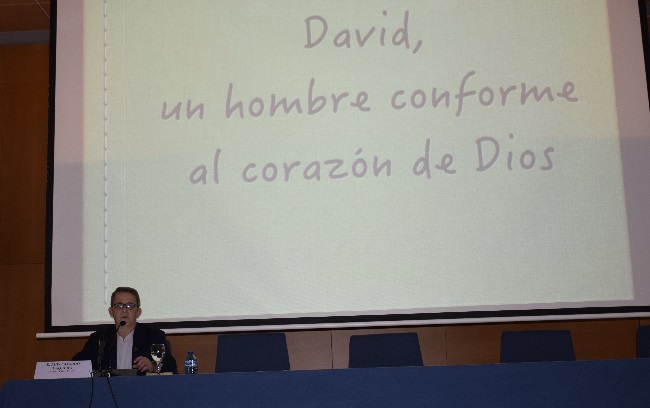 David,
un hombre conforme
al corazón de Dios